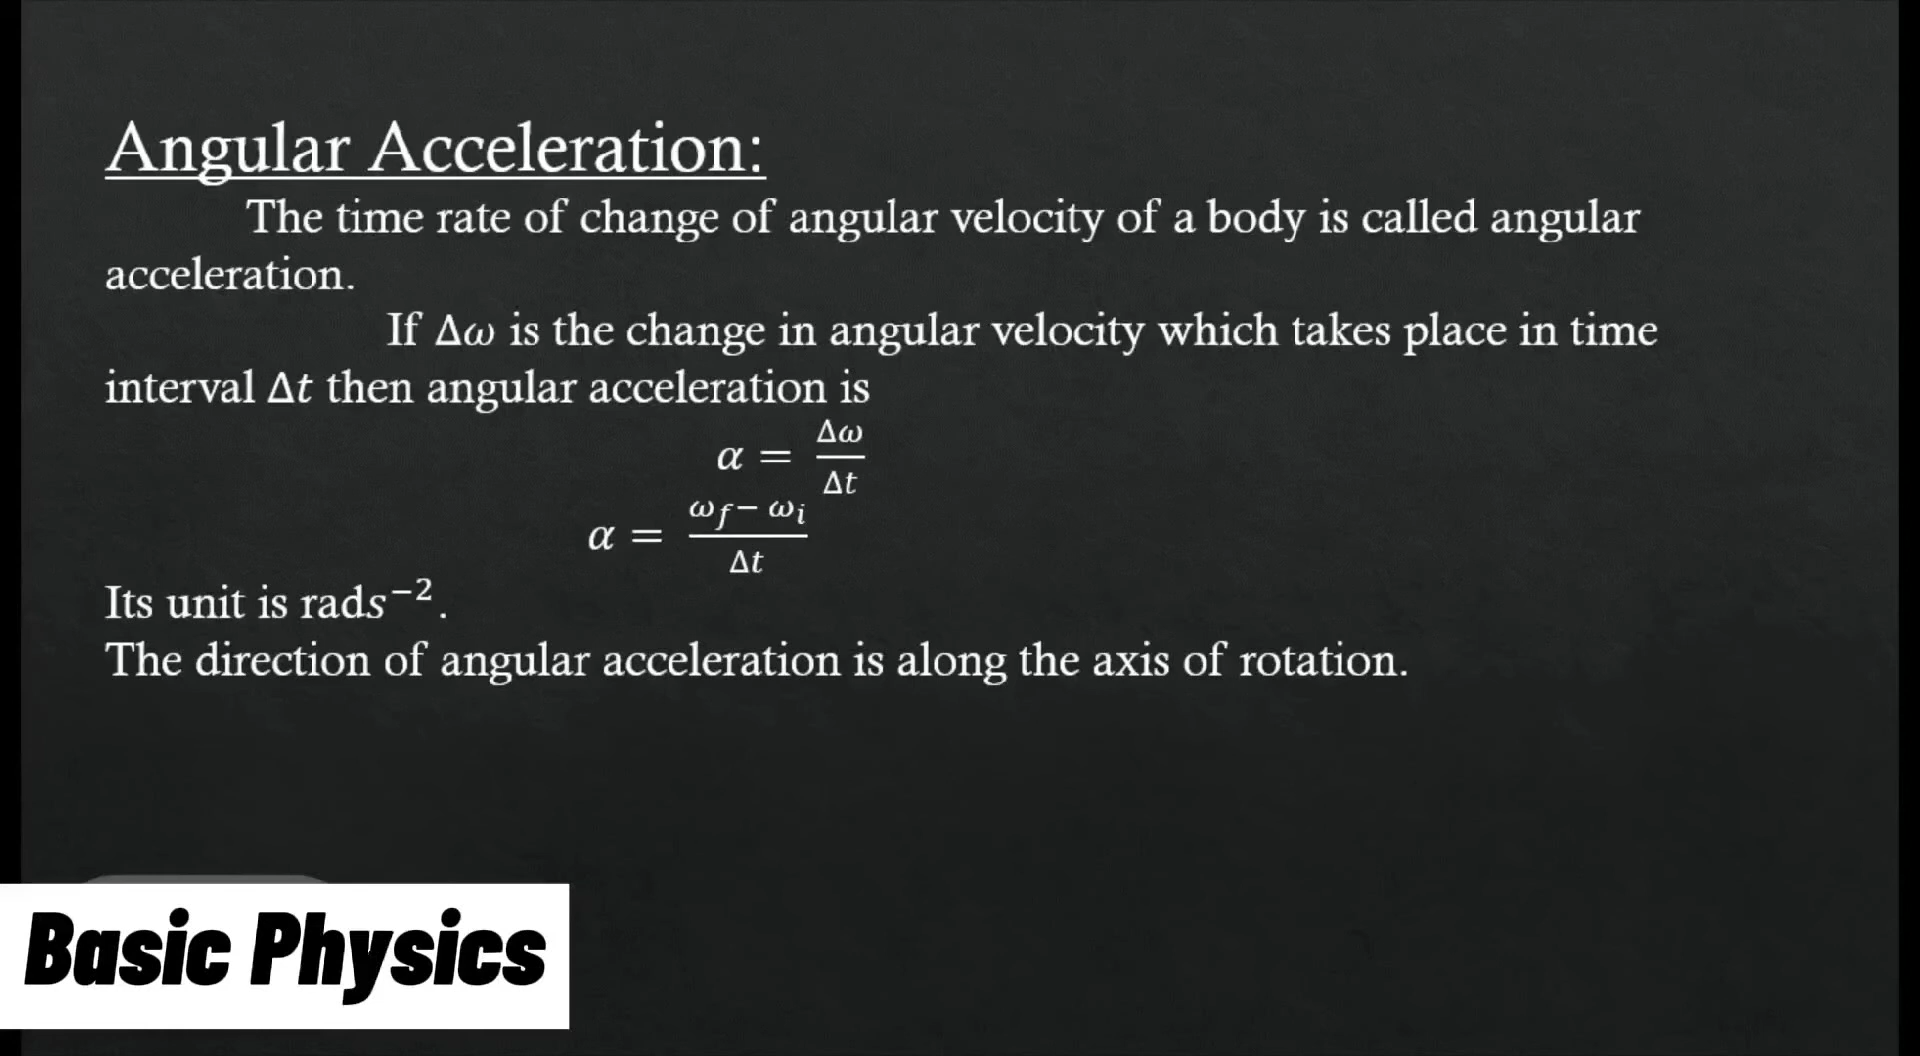 Angular Acceleration:
The time rate of change of angular velocity of a body is called angular
acceleration.
If Δω is the change in angular velocity which takes place in time
interval Δt then angular acceleration is
α = Δω/Δt
α = ω_f − ω_i/Δt
Its unit is rads⁻².
The direction of angular acceleration is along the axis of rotation.
Basic Physics